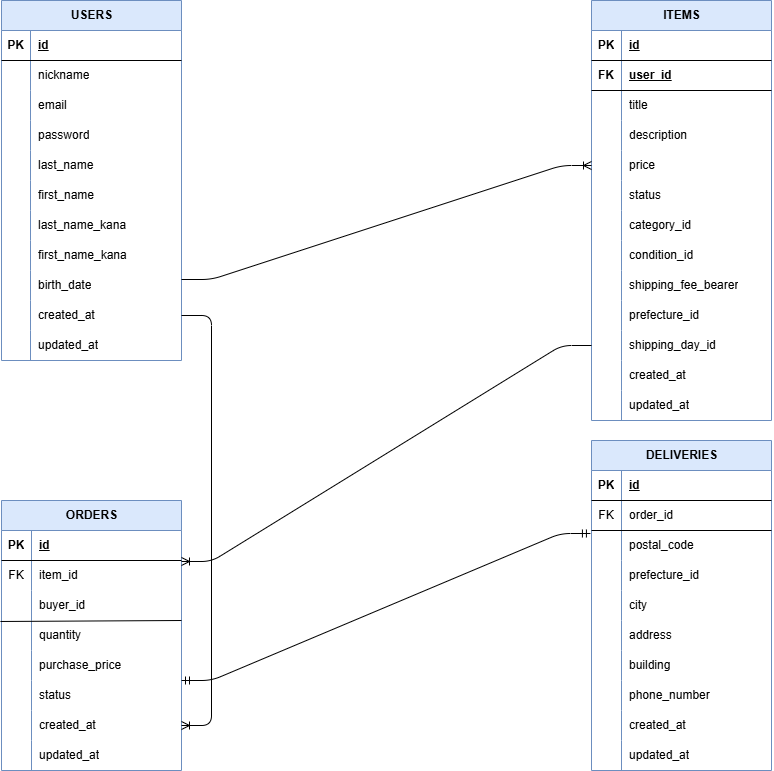 USERS
PK id
nickname
email
password
last_name
first_name
last_name_kana
first_name_kana
birth_date
created_at
updated_at
ITEMS
PK id
FK user_id
title
description
price
status
category_id
condition_id
shipping_fee_bearer
prefecture_id
shipping_day_id
created_at
updated_at
ORDERS
PK id
FK item_id
buyer_id
quantity
purchase_price
status
created_at
updated_at
DELIVERIES
PK id
FK order_id
postal_code
prefecture_id
city
address
building
phone_number
created_at
updated_at